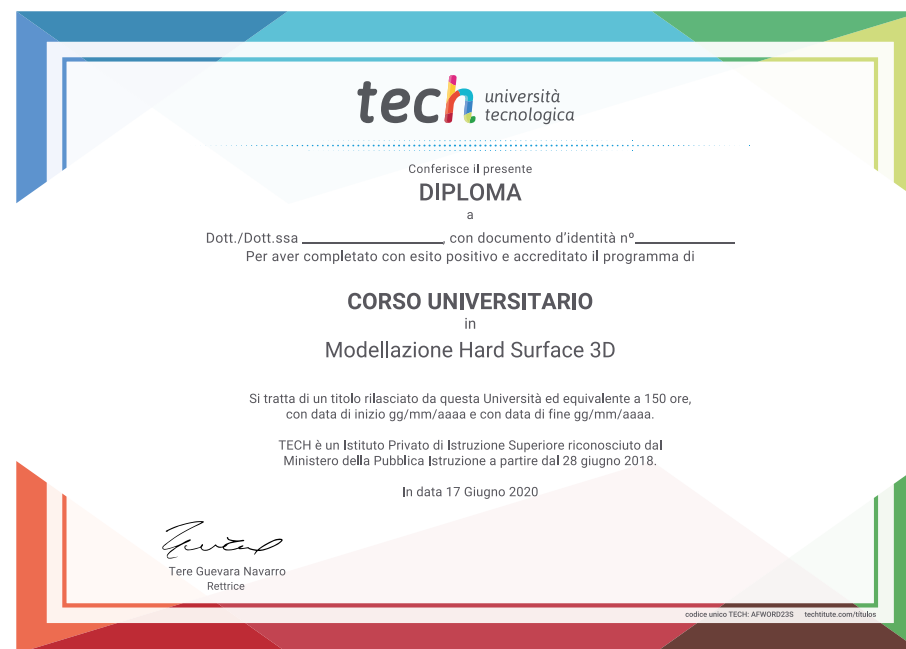 tech università
tecnologica
Conferisce il presente
DIPLOMA
a
Dott./Dott.ssa ____________________, con documento d'identità nº______________
Per aver completato con esito positivo e accreditato il programma di
CORSO UNIVERSITARIO
in
Modellazione Hard Surface 3D
Si tratta di un titolo rilasciato da questa Università ed equivalente a 150 ore,
con data di inizio gg/mm/aaaa e con data di fine gg/mm/aaaa.
TECH è un Istituto Privato di Istruzione Superiore riconosciuto dal
Ministero della Pubblica Istruzione a partire dal 28 giugno 2018.
In data 17 Giugno 2020
Tere Guevara Navarro
Rettrice
codice unico TECH: AFWORD23S techtitute.com/titulos